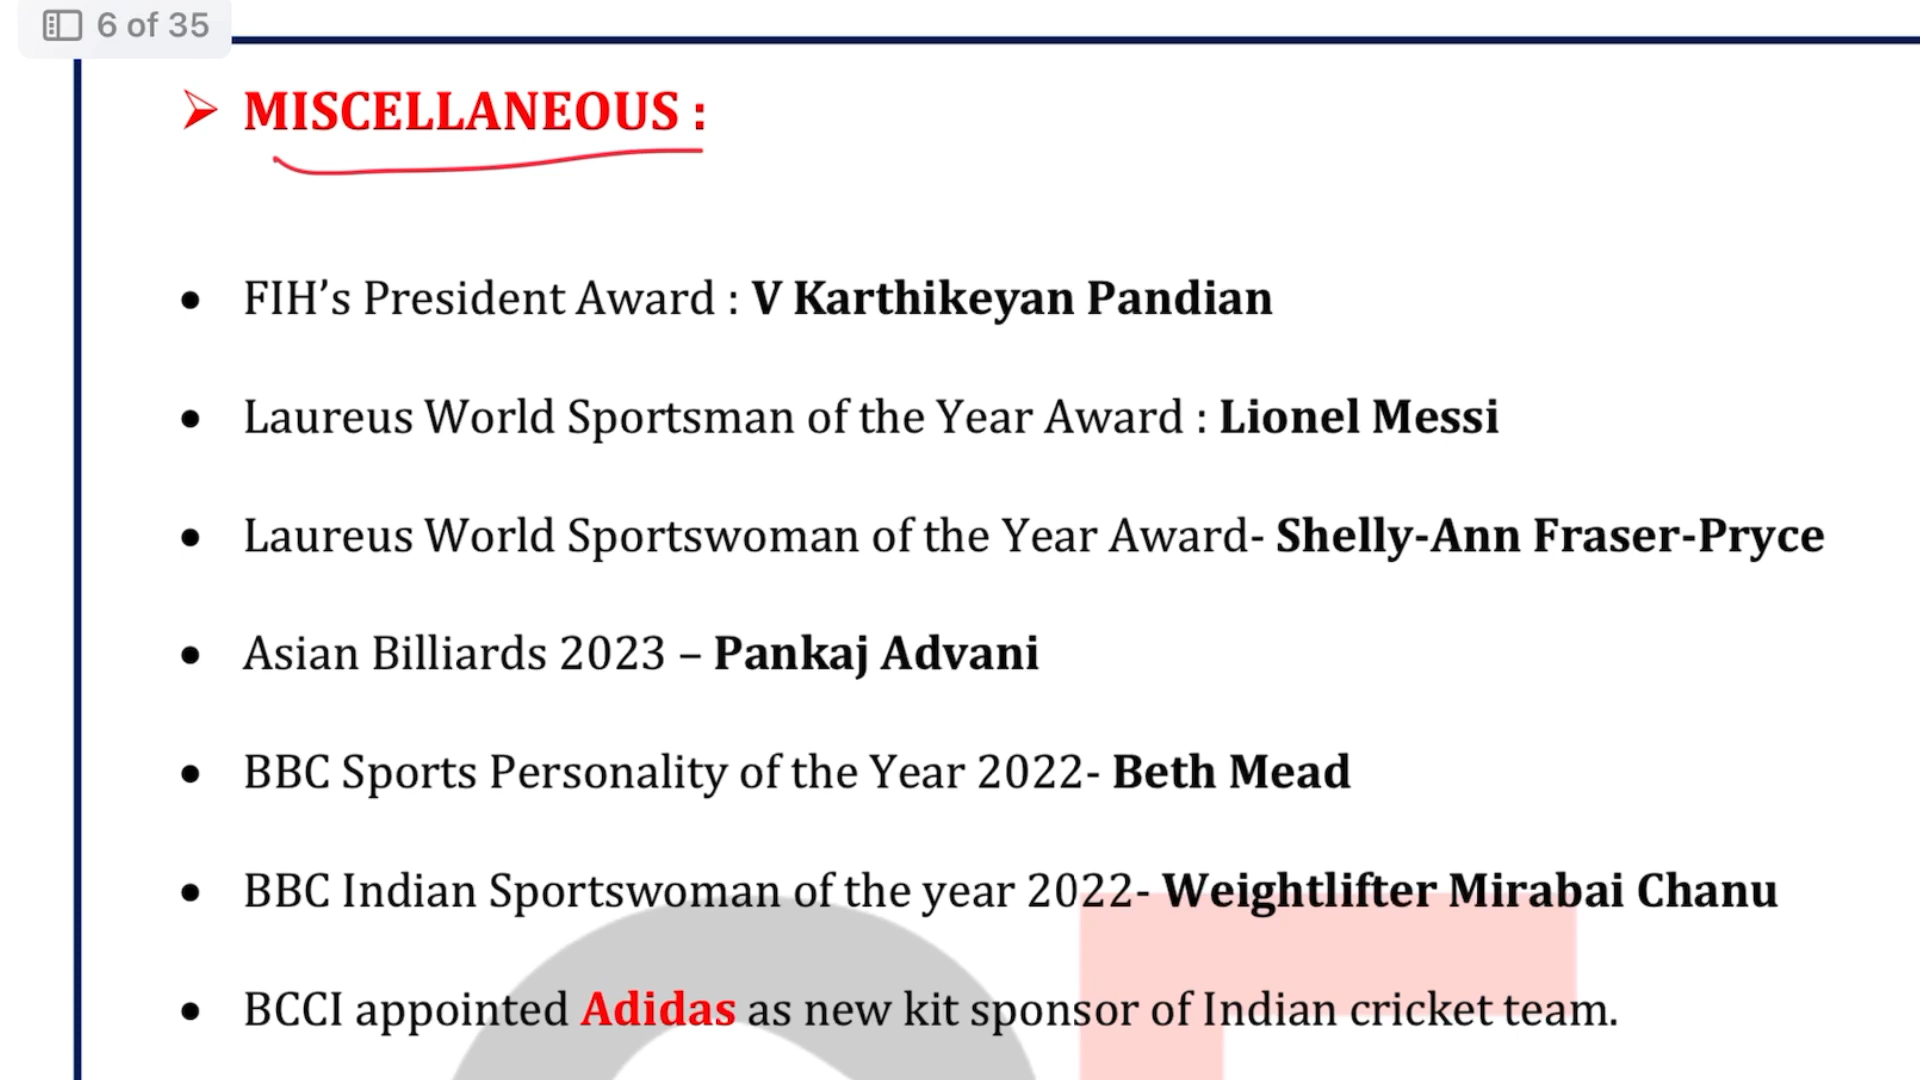 6 of 35
MISCELLANEOUS :
FIH’s President Award : V Karthikeyan Pandian
Laureus World Sportsman of the Year Award : Lionel Messi
Laureus World Sportswoman of the Year Award- Shelly-Ann Fraser-Pryce
Asian Billiards 2023 – Pankaj Advani
BBC Sports Personality of the Year 2022- Beth Mead
BBC Indian Sportswoman of the year 2022- Weightlifter Mirabai Chanu
BCCI appointed Adidas as new kit sponsor of Indian cricket team.